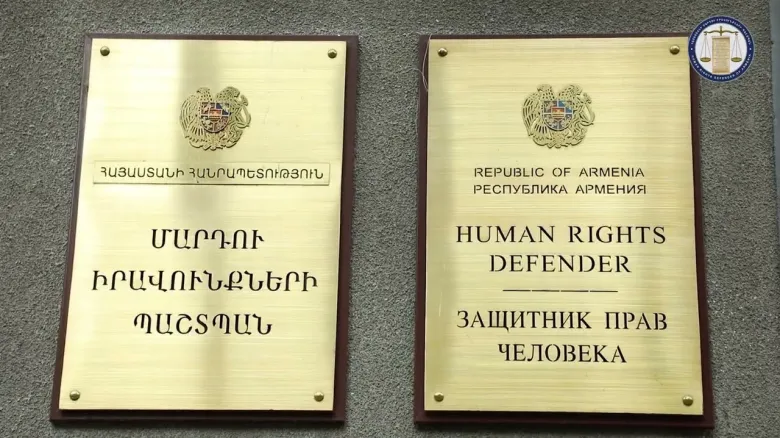 ՀԱՅԱՍՏԱՆԻ ՀԱՆՐԱՊԵՏՈՒԹՅՈՒՆ
ՄԱՐԴՈՒ
ԻՐԱՎՈՒՆՔՆԵՐԻ
ՊԱՇՏՊԱՆ
REPUBLIC OF ARMENIA
РЕСПУБЛИКА АРМЕНИЯ
HUMAN RIGHTS
DEFENDER
ЗАЩИТНИК ПРАВ
ЧЕЛОВЕКА